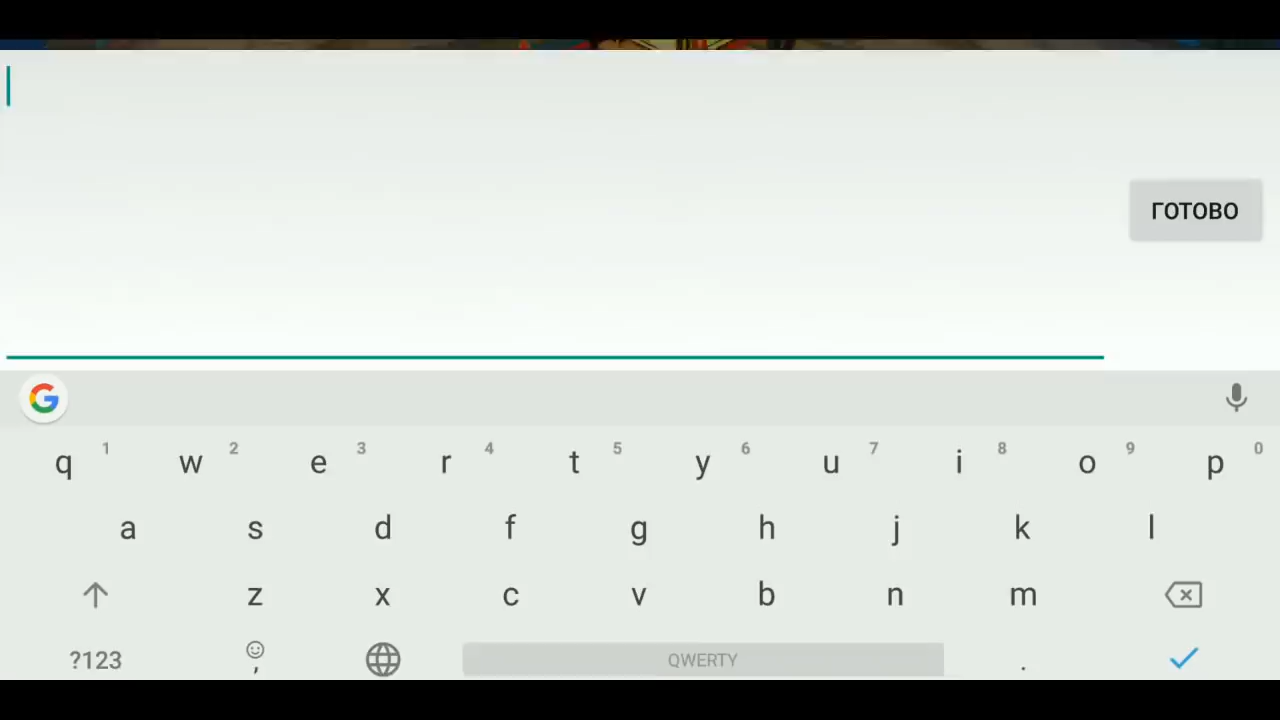 ГОТОВО
G
q 1 w 2 e 3 r 4 t 5 y 6 u 7 i 8 o 9 p 0
a s d f g h j k l
z x c v b n m
?123 , QWERTY .